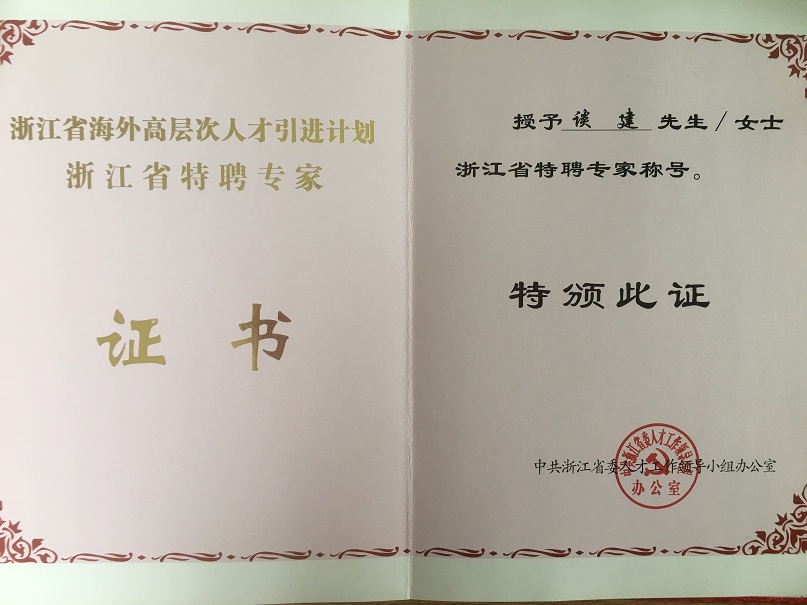 浙江省海外高层次人才引进计划
浙江省特聘专家
证书
授予 谈建 先生/女士
浙江省特聘专家称号。
特颁此证
中共浙江省委人才工作领导小组办公室
办公室